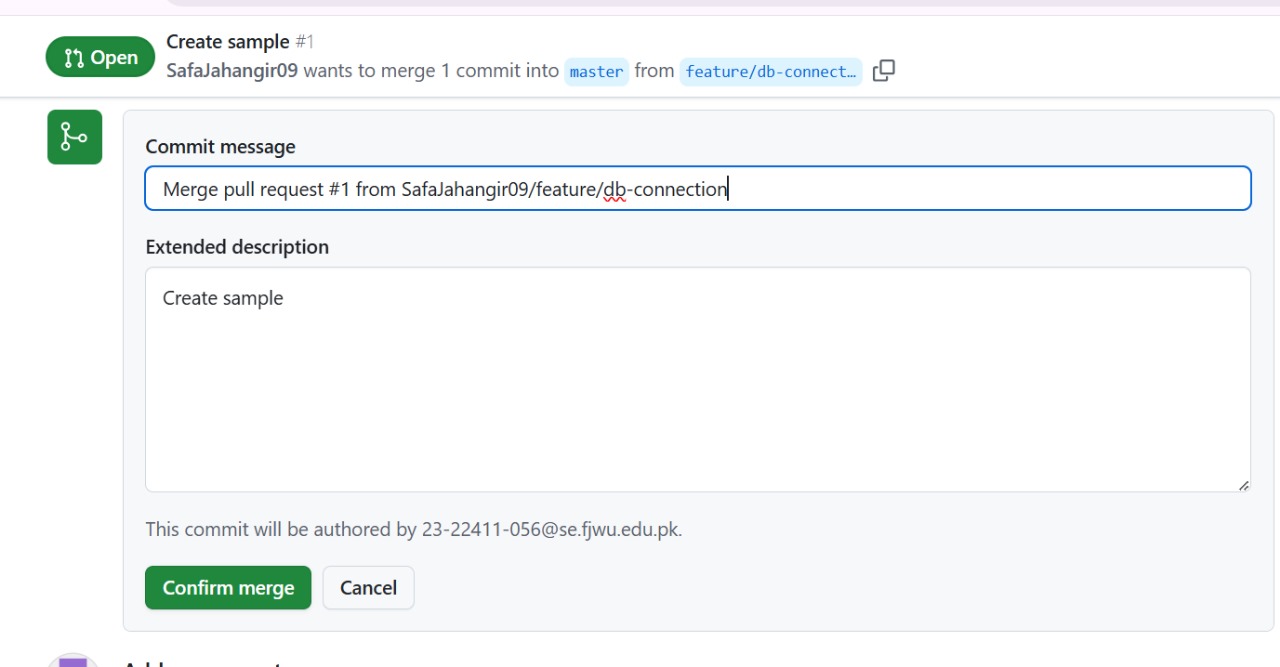 Open
Create sample #1
SafaJahangir09 wants to merge 1 commit into master from feature/db-connect…
Commit message
Merge pull request #1 from SafaJahangir09/feature/db-connection
Extended description
Create sample
This commit will be authored by 23-22411-056@se.fjwu.edu.pk.
Confirm merge
Cancel